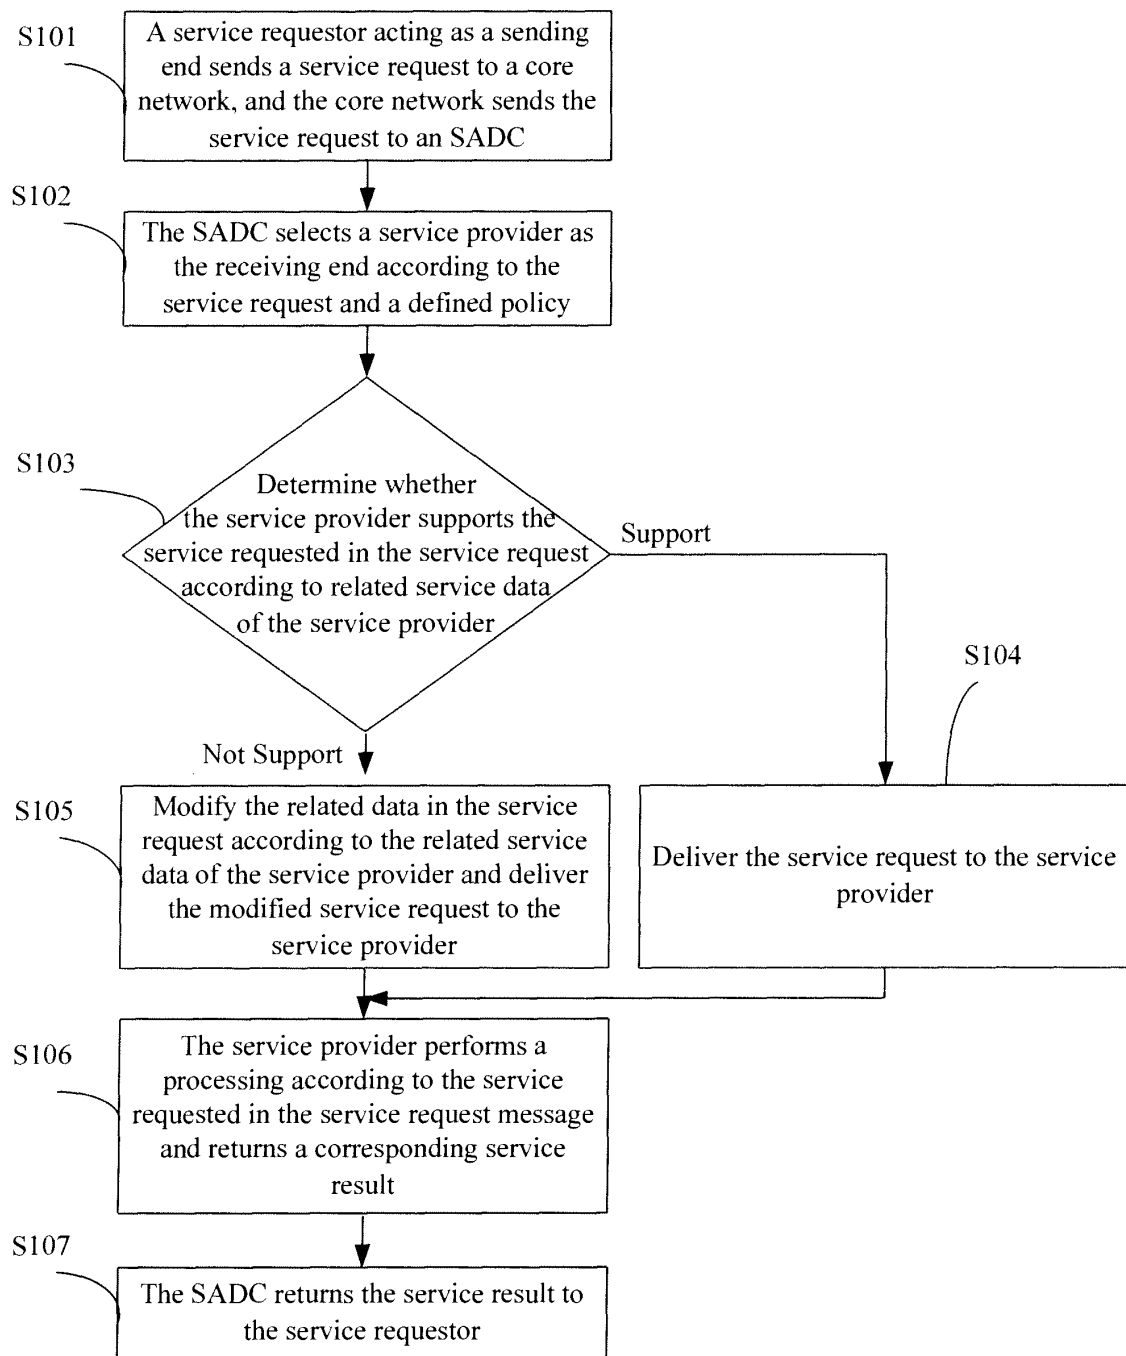 S101
A service requestor acting as a sending
end sends a service request to a core
network, and the core network sends the
service request to an SADC
S102
The SADC selects a service provider as
the receiving end according to the
service request and a defined policy
S103
Determine whether
the service provider supports the
service requested in the service request
according to related service data
of the service provider
Support
S104
Not Support
S105
Modify the related data in the service
request according to the related service
data of the service provider and deliver
the modified service request to the
service provider
Deliver the service request to the service
provider
S106
The service provider performs a
processing according to the service
requested in the service request message
and returns a corresponding service
result
S107
The SADC returns the service result to
the service requestor